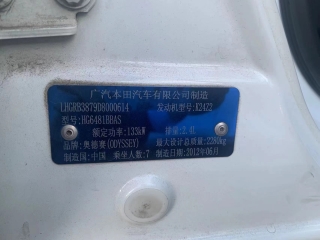 广汽本田汽车有限公司制造
LHGRB3879D8000614 发动机型号:K24Z2
型号:HG6481BBAS
额定功率:133kW 排量:2.4L
品牌:奥德赛(ODYSSEY) 最大设计总质量:2280kg
制造国:中国 乘坐人数:7 制造日期:2012年06月